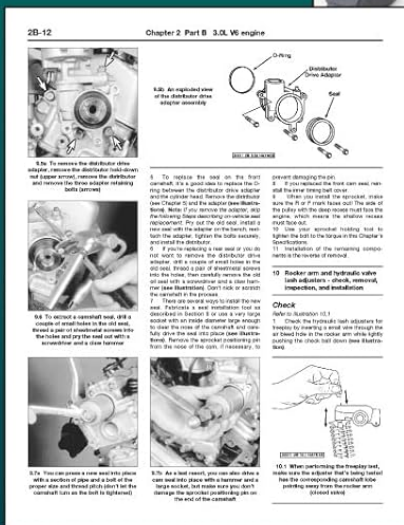 2B-12
Chapter 2 Part B 3.0L V6 engine
O-Ring
Distributor
Drive Adapter
Seal
9.5b An exploded view
of the distributor drive
adapter assembly
9.5a To remove the distributor drive
adapter, remove the distributor hold-down
nut (upper arrow), remove the distributor
and remove the three adapter retaining
bolts (arrows)
9.6 To extract a camshaft seal, drill a
couple of small holes in the old seal,
thread a pair of sheetmetal screws into
the holes and pry the seal out with a
screwdriver and a claw hammer
9.7a You can press a new seal into place
with a section of pipe and a bolt of the
proper size and thread pitch (don't let the
camshaft turn as the bolt is tightened)
5 To replace the seal on the front
camshaft, it's a good idea to replace the O-
ring between the distributor drive adapter
and the cylinder head. Remove the distributor
(see Chapter 5) and the adapter (see illustra-
tions). Note: If you remove the adapter, skip
the following Steps describing on-vehicle seal
replacement. Pry out the old seal, install a
new seal with the adapter on the bench, rein-
stall the adapter, tighten the bolts securely,
and install the distributor.
6 If you're replacing a rear seal or you do
not want to remove the distributor drive
adapter, drill a couple of small holes in the
old seal, thread a pair of sheetmetal screws
into the holes, then carefully remove the old
oil seal with a screwdriver and a claw ham-
mer (see illustration). Don't nick or scratch
the camshaft in the process.
7 There are several ways to install the new
seal. Fabricate a seal installation tool as
described in Section 8 or use a very large
socket with an inside diameter large enough
to clear the nose of the camshaft and care-
fully drive the seal into place (see illustra-
tions). Remove the sprocket positioning pin
from the nose of the cam, if necessary, to
9.7b As a last resort, you can also drive a
cam seal into place with a hammer and a
large socket, but make sure you don't
damage the sprocket positioning pin on
the end of the camshaft
prevent damaging the pin.
8 If you replaced the front cam seal, rein-
stall the inner timing belt cover.
9 When you install the sprocket, make
sure the R or F mark faces out! The side of
the pulley with the deep recess must face the
engine, which means the shallow recess
must face out.
10 Use your sprocket holding tool to
tighten the bolt to the torque in this Chapter's
Specifications.
11 Installation of the remaining compo-
nents is the reverse of removal.
10 Rocker arm and hydraulic valve
lash adjusters - check, removal,
inspection, and installation
Check
Refer to illustration 10.1
1 Check the hydraulic lash adjusters for
freeplay by inserting a small wire through the
air bleed hole in the rocker arm while lightly
pushing the check ball down (see illustra-
tion).
10.1 When performing the freeplay test,
make sure the adjuster that's being tested
has the corresponding camshaft lobe
pointing away from the rocker arm
(closed valve)